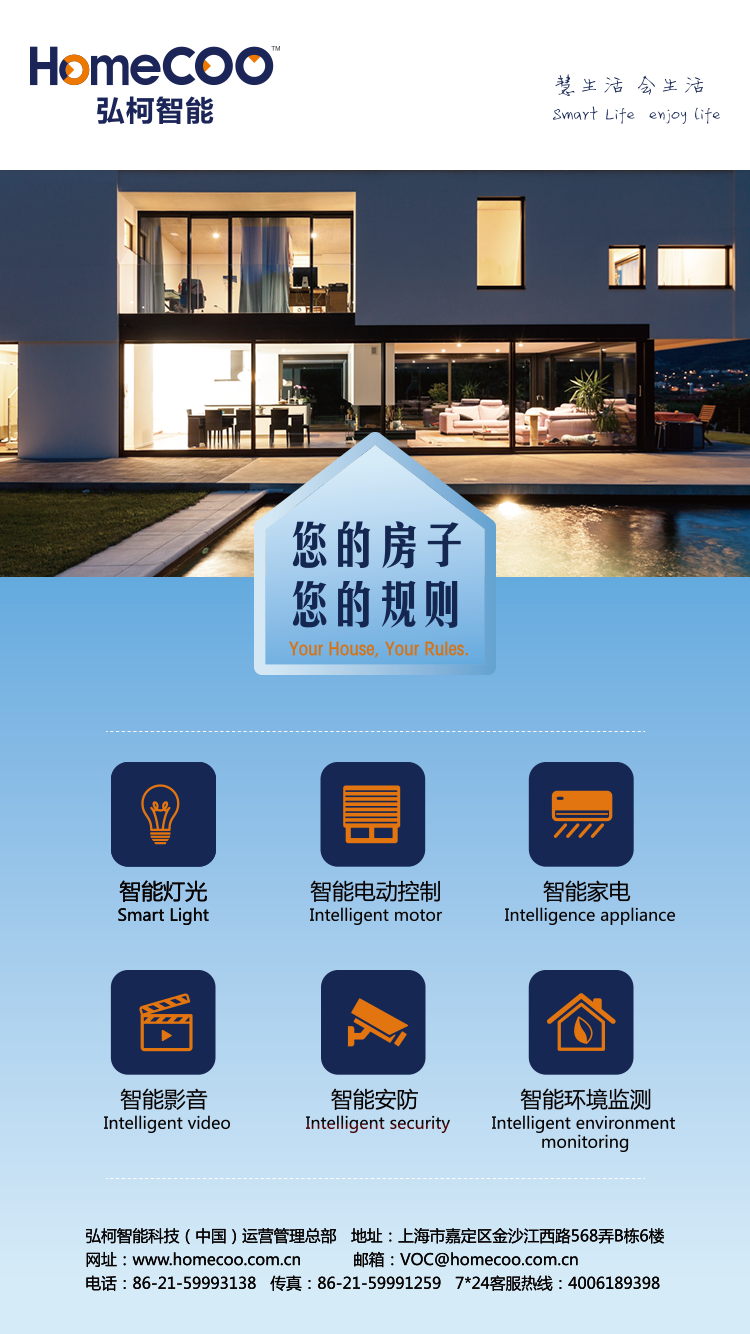 HomeCOO™
弘柯智能
慧生活 会生活
Smart Life enjoy life
您的房子
您的规则
Your House, Your Rules.
智能灯光
Smart Light
智能电动控制
Intelligent motor
智能家电
Intelligence appliance
智能影音
Intelligent video
智能安防
Intelligent security
智能环境监测
Intelligent environment
monitoring
弘柯智能科技（中国）运营管理总部 地址：上海市嘉定区金沙江西路568弄B栋6楼
网址：www.homecoo.com.cn 邮箱：VOC@homecoo.com.cn
电话：86-21-59993138 传真：86-21-59991259 7*24客服热线：4006189398